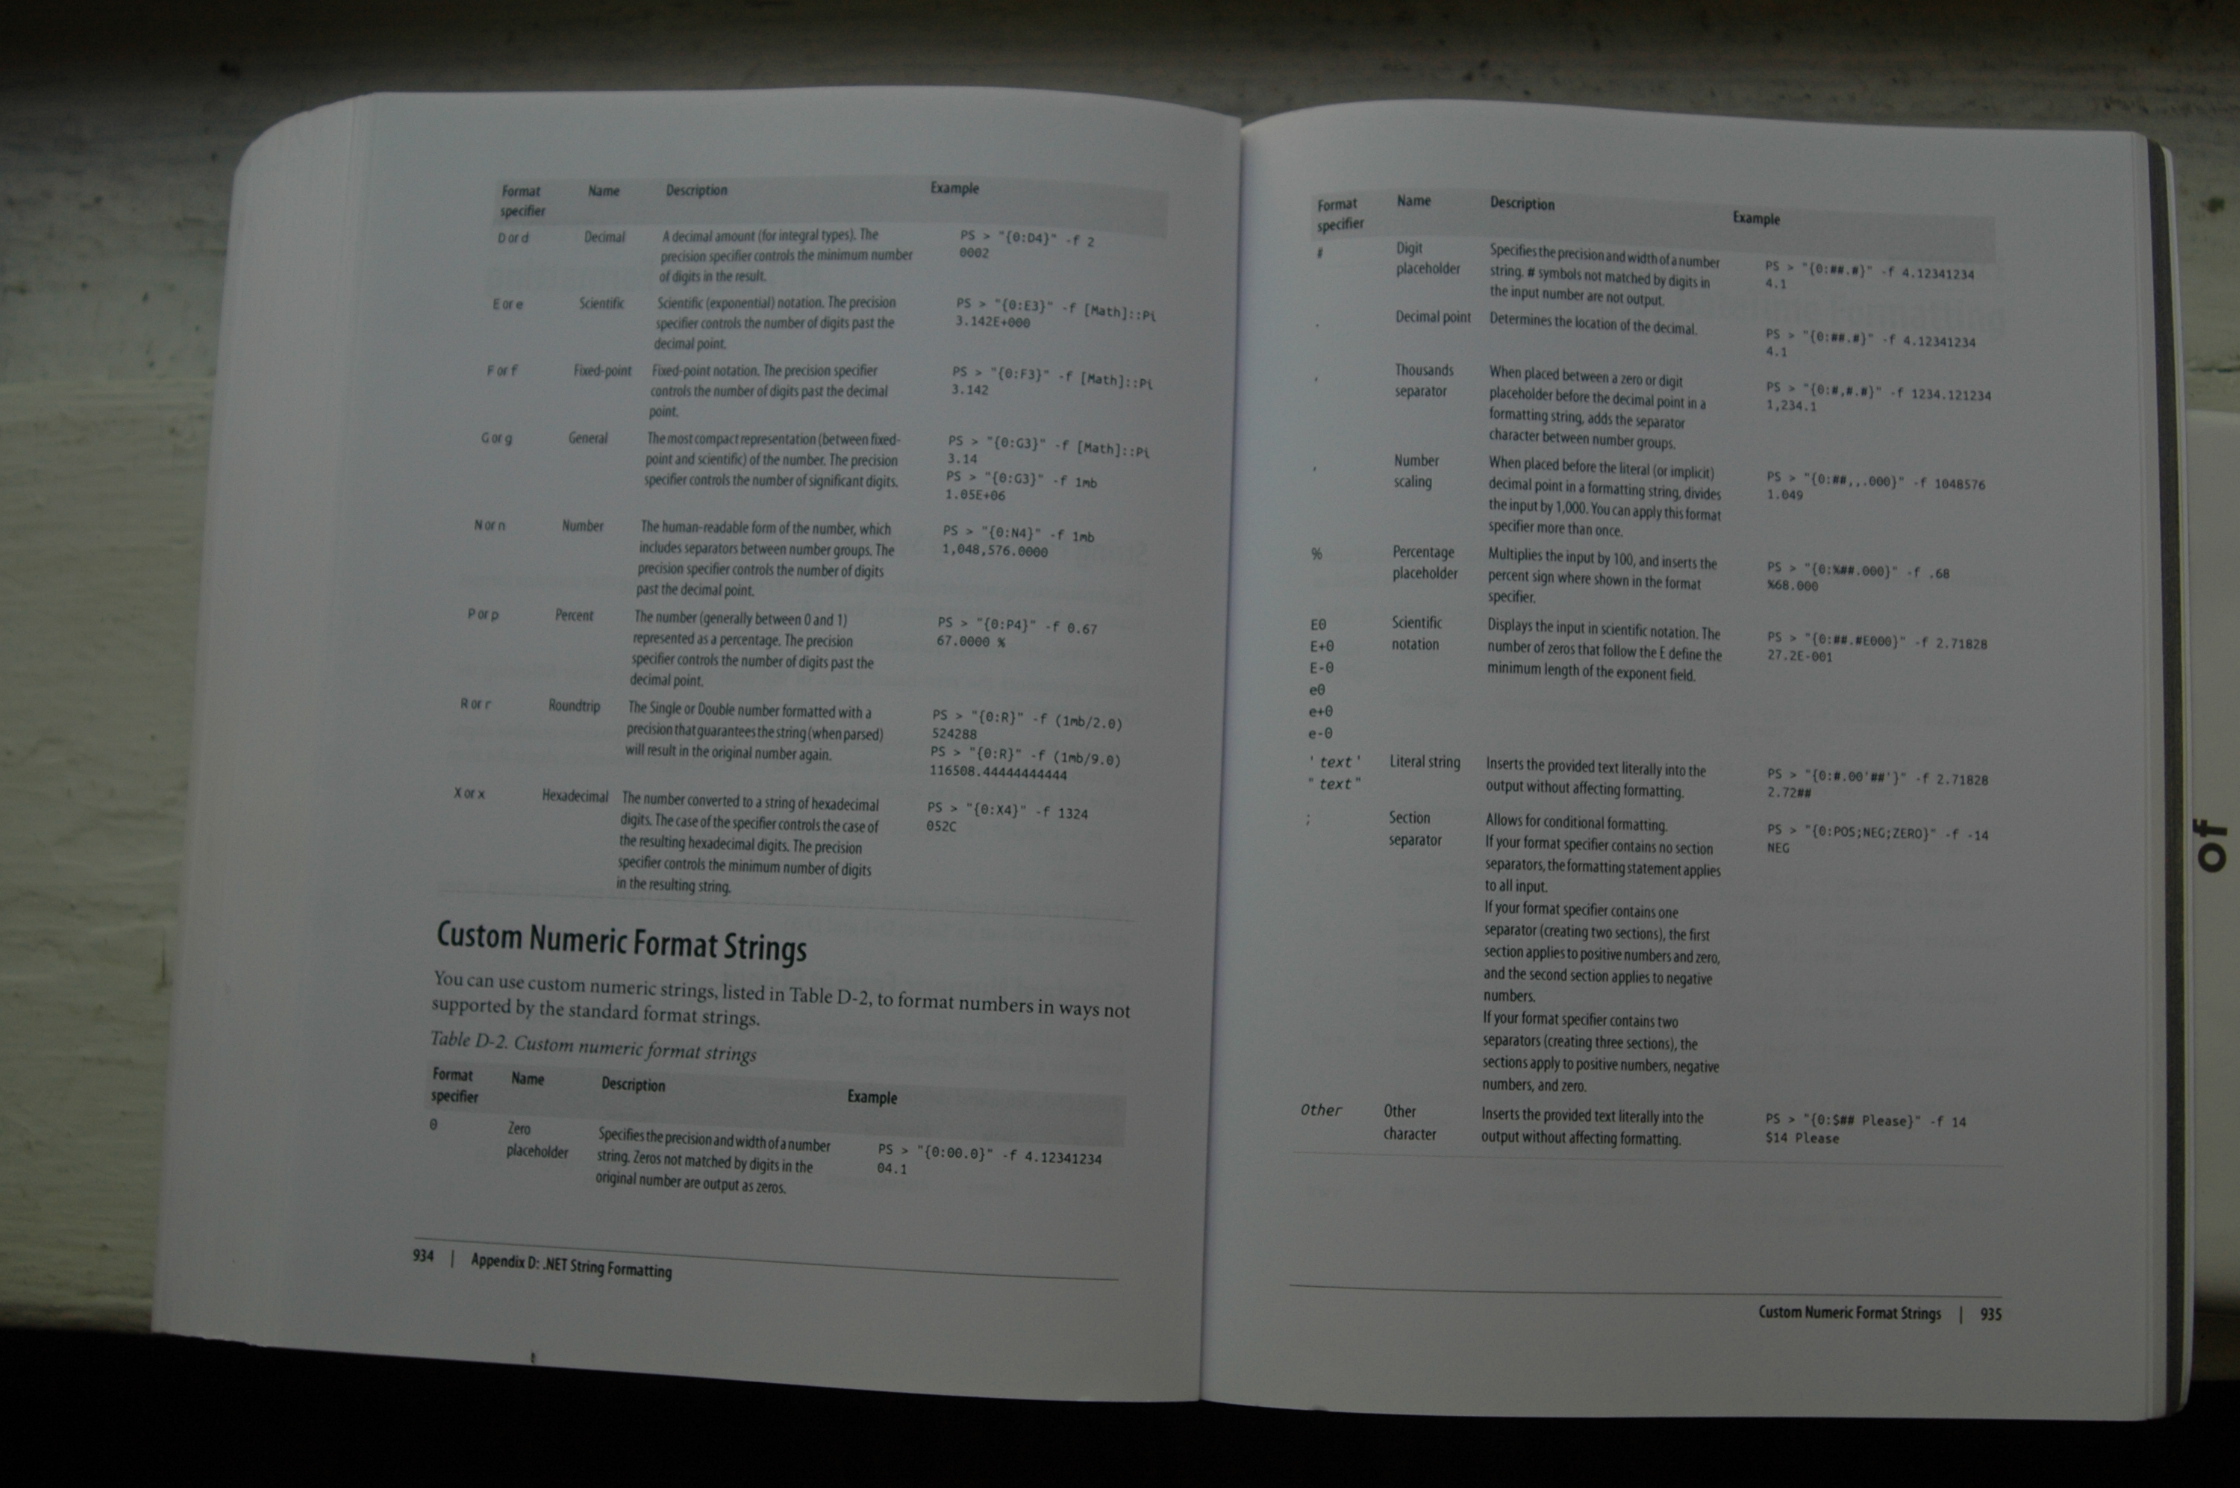 Format Name Description Example
specifier
D or d Decimal A decimal amount (for integral types). The PS > "{0:D4}" -f 2
precision specifier controls the minimum number 0002
of digits in the result.
E or e Scientific Scientific (exponential) notation. The precision PS > "{0:E3}" -f [Math]::Pi
specifier controls the number of digits past the 3.142E+000
decimal point.
F or f Fixed-point Fixed-point notation. The precision specifier PS > "{0:F3}" -f [Math]::Pi
controls the number of digits past the decimal 3.142
point.
G or g General The most compact representation (between fixed- PS > "{0:G3}" -f [Math]::Pi
point and scientific) of the number. The precision 3.14
specifier controls the number of significant digits. PS > "{0:G3}" -f 1mb
1.05E+06
N or n Number The human-readable form of the number, which PS > "{0:N4}" -f 1mb
includes separators between number groups. The 1,048,576.0000
precision specifier controls the number of digits
past the decimal point.
P or p Percent The number (generally between 0 and 1) PS > "{0:P4}" -f 0.67
represented as a percentage. The precision 67.0000 %
specifier controls the number of digits past the
decimal point.
R or r Roundtrip The Single or Double number formatted with a PS > "{0:R}" -f (1mb/2.0)
precision that guarantees the string (when parsed) 524288
will result in the original number again. PS > "{0:R}" -f (1mb/9.0)
116508.44444444444
X or x Hexadecimal The number converted to a string of hexadecimal PS > "{0:X4}" -f 1324
digits. The case of the specifier controls the case of 052C
the resulting hexadecimal digits. The precision
specifier controls the minimum number of digits
in the resulting string.
Custom Numeric Format Strings
You can use custom numeric strings, listed in Table D-2, to format numbers in ways not
supported by the standard format strings.
Table D-2. Custom numeric format strings
Format Name Description Example
specifier
0 Zero Specifies the precision and width of a number PS > "{0:00.0}" -f 4.12341234
placeholder string. Zeros not matched by digits in the 04.1
original number are output as zeros.
934 | Appendix D: .NET String Formatting
Format Name Description Example
specifier
# Digit Specifies the precision and width of a number PS > "{0:##.#}" -f 4.12341234
placeholder string. # symbols not matched by digits in 4.1
the input number are not output.
. Decimal point Determines the location of the decimal. PS > "{0:##.#}" -f 4.12341234
4.1
, Thousands When placed between a zero or digit PS > "{0:#,#.#}" -f 1234.121234
separator placeholder before the decimal point in a 1,234.1
formatting string, adds the separator
character between number groups.
, Number When placed before the literal (or implicit) PS > "{0:##,,.000}" -f 1048576
scaling decimal point in a formatting string, divides 1.049
the input by 1,000. You can apply this format
specifier more than once.
% Percentage Multiplies the input by 100, and inserts the PS > "{0:%##.000}" -f .68
placeholder percent sign where shown in the format %68.000
specifier.
E0 Scientific Displays the input in scientific notation. The PS > "{0:##.#E000}" -f 2.71828
E+0 notation number of zeros that follow the E define the 27.2E-001
E-0 minimum length of the exponent field.
e0
e+0
e-0
'text' Literal string Inserts the provided text literally into the PS > "{0:#.00'##'}" -f 2.71828
"text" output without affecting formatting. 2.72##
; Section Allows for conditional formatting. PS > "{0:POS;NEG;ZERO}" -f -14
separator If your format specifier contains no section NEG
separators, the formatting statement applies
to all input.
If your format specifier contains one
separator (creating two sections), the first
section applies to positive numbers and zero,
and the second section applies to negative
numbers.
If your format specifier contains two
separators (creating three sections), the
sections apply to positive numbers, negative
numbers, and zero.
Other Other Inserts the provided text literally into the PS > "{0:$## Please}" -f 14
character output without affecting formatting. $14 Please
Custom Numeric Format Strings | 935
of